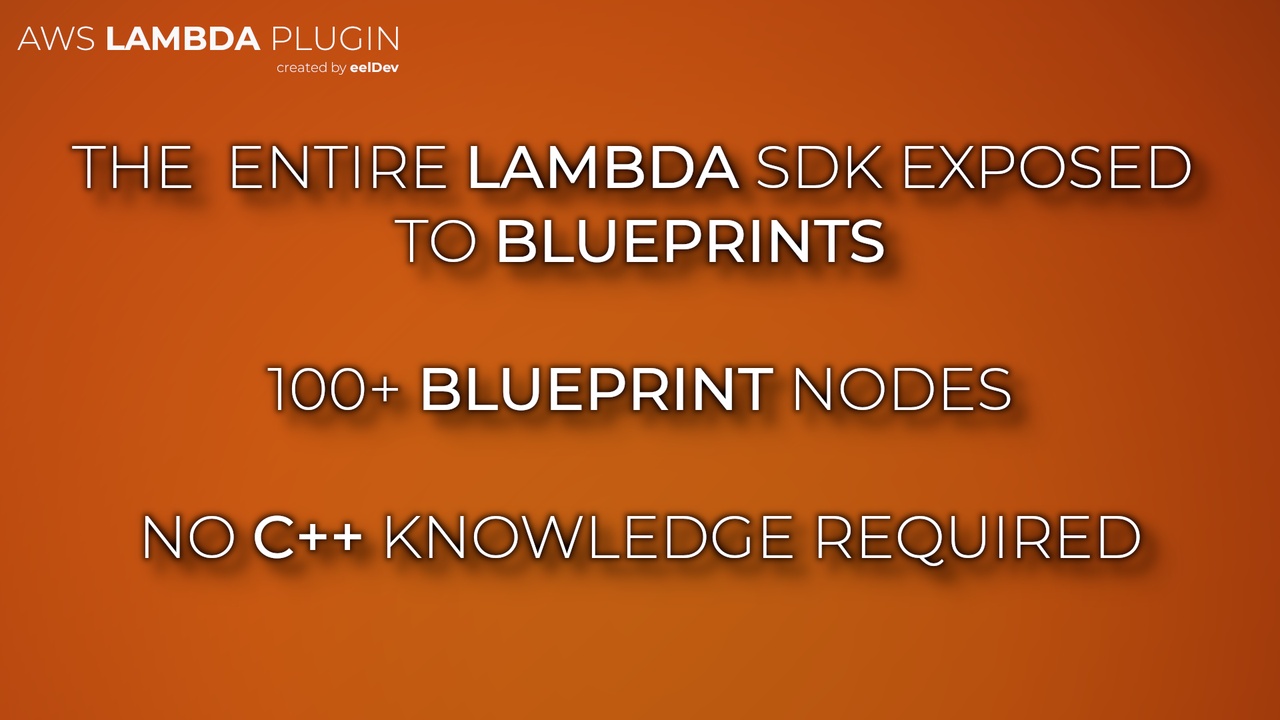 AWS LAMBDA PLUGIN
created by eelDev
THE ENTIRE LAMBDA SDK EXPOSED
TO BLUEPRINTS
100+ BLUEPRINT NODES
NO C++ KNOWLEDGE REQUIRED